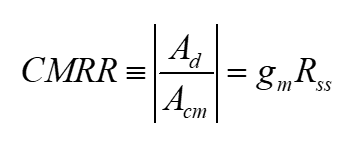 CMRR ≡ |A_d / A_cm| = g_m R_ss